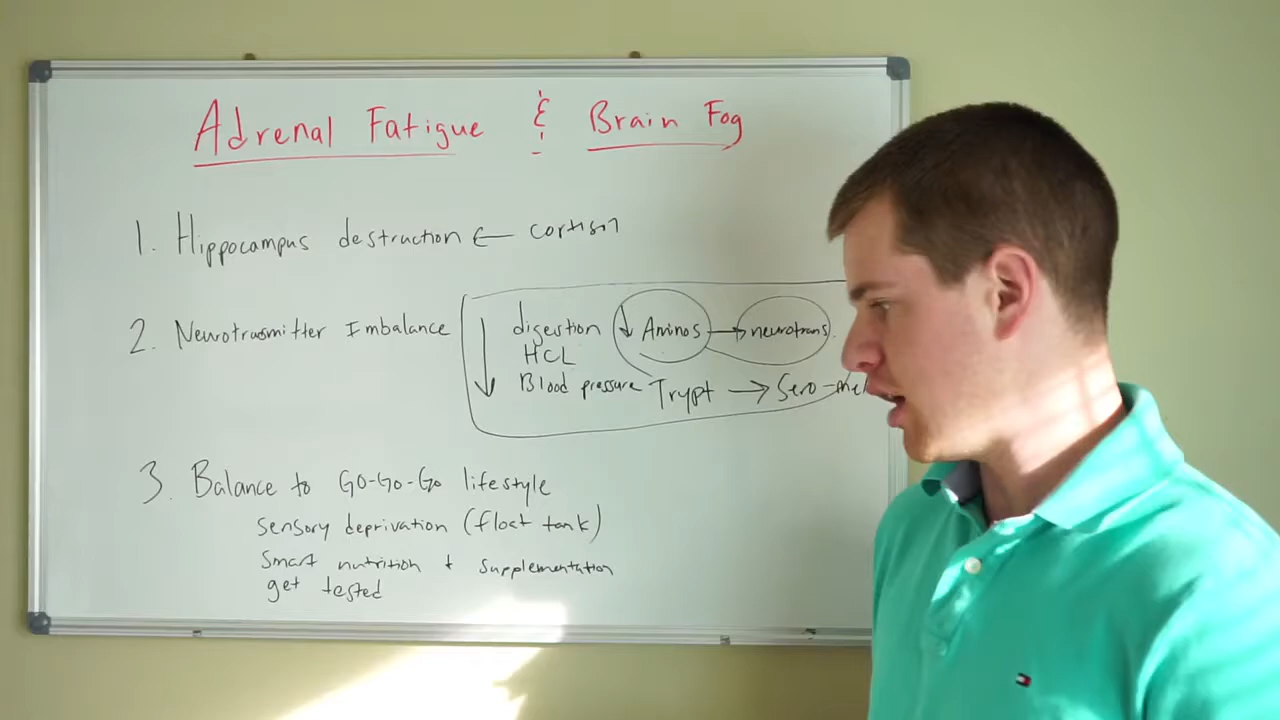 Adrenal Fatigue & Brain Fog
1. Hippocampus destruction ← cortisol
2. Neurotransmitter Imbalance
↓ digestion ↓ Aminos → neurotrans.
HCL
Blood pressure Trypt → Sero-mel
3. Balance to Go-Go-Go lifestyle
sensory deprivation (float tank)
smart nutrition + supplementation
get tested